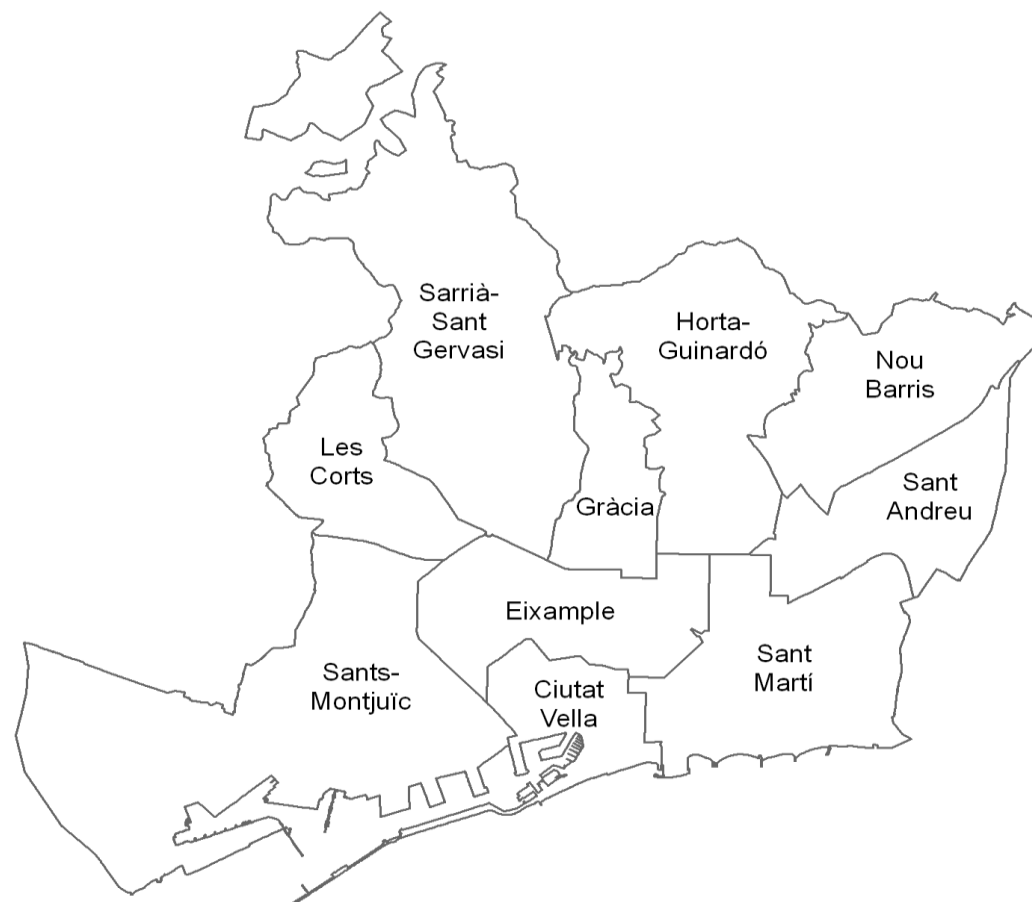 Sarrià-
Sant
Gervasi
Horta-
Guinardó
Nou
Barris
Les
Corts
Gràcia
Sant
Andreu
Eixample
Sants-
Montjuïc
Ciutat
Vella
Sant
Martí